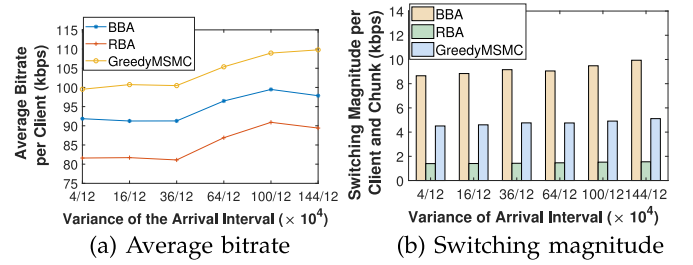 BBA
RBA
GreedyMSMC
Average Bitrate
per Client (kbps)
115
110
105
100
95
90
85
80
75
4/12 16/12 36/12 64/12 100/12 144/12
Variance of the Arrival Interval (× 10⁴)
(a) Average bitrate
BBA
RBA
GreedyMSMC
Switching Magnitude per
Client and Chunk (kbps)
14
12
10
8
6
4
2
0
4/12 16/12 36/12 64/12 100/12 144/12
Variance of Arrival Interval (× 10⁴)
(b) Switching magnitude